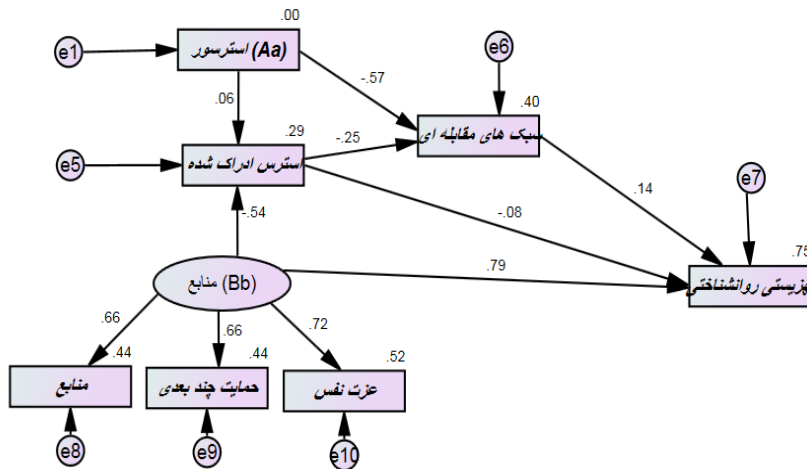 .00
e1
استرسور (Aa)
e6
.06
-.57
.40
سبک های مقابله ای
.29
-.25
e5
استرس ادراک شده
.14
e7
-.08
-.54
.75
بهزیستی روانشناختی
.79
منابع (Bb)
.66
.66
.72
.44
.44
.52
منابع
حمایت چند بعدی
عزت نفس
e8
e9
e10